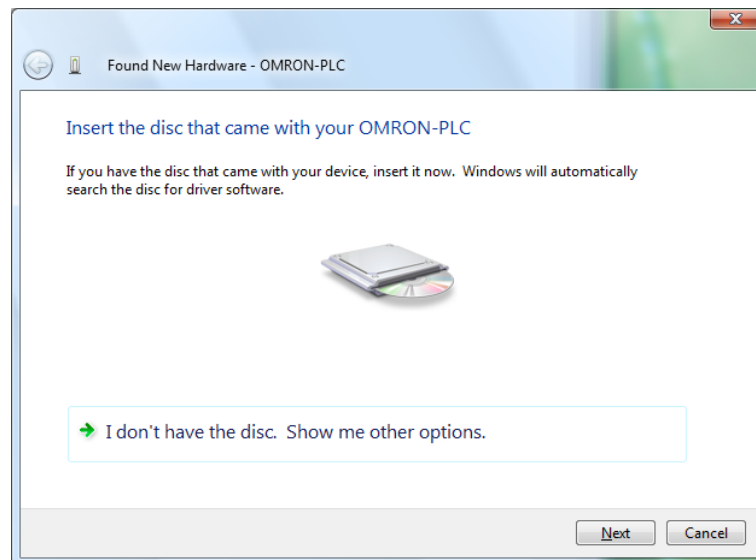 Found New Hardware - OMRON-PLC
Insert the disc that came with your OMRON-PLC
If you have the disc that came with your device, insert it now.  Windows will automatically
search the disc for driver software.
I don't have the disc.  Show me other options.
Next
Cancel